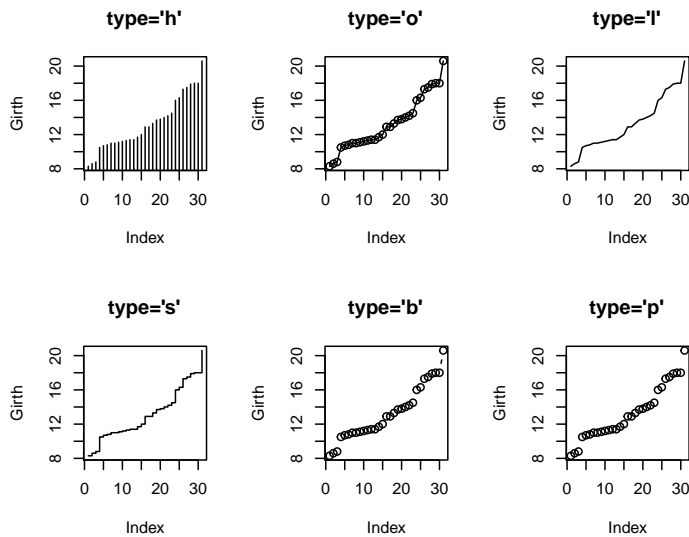 type='h'
type='o'
type='l'
Girth
8 12 16 20
0 10 20 30
Index
Girth
8 12 16 20
0 10 20 30
Index
Girth
8 12 16 20
0 10 20 30
Index
type='s'
type='b'
type='p'
Girth
8 12 16 20
0 10 20 30
Index
Girth
8 12 16 20
0 10 20 30
Index
Girth
8 12 16 20
0 10 20 30
Index